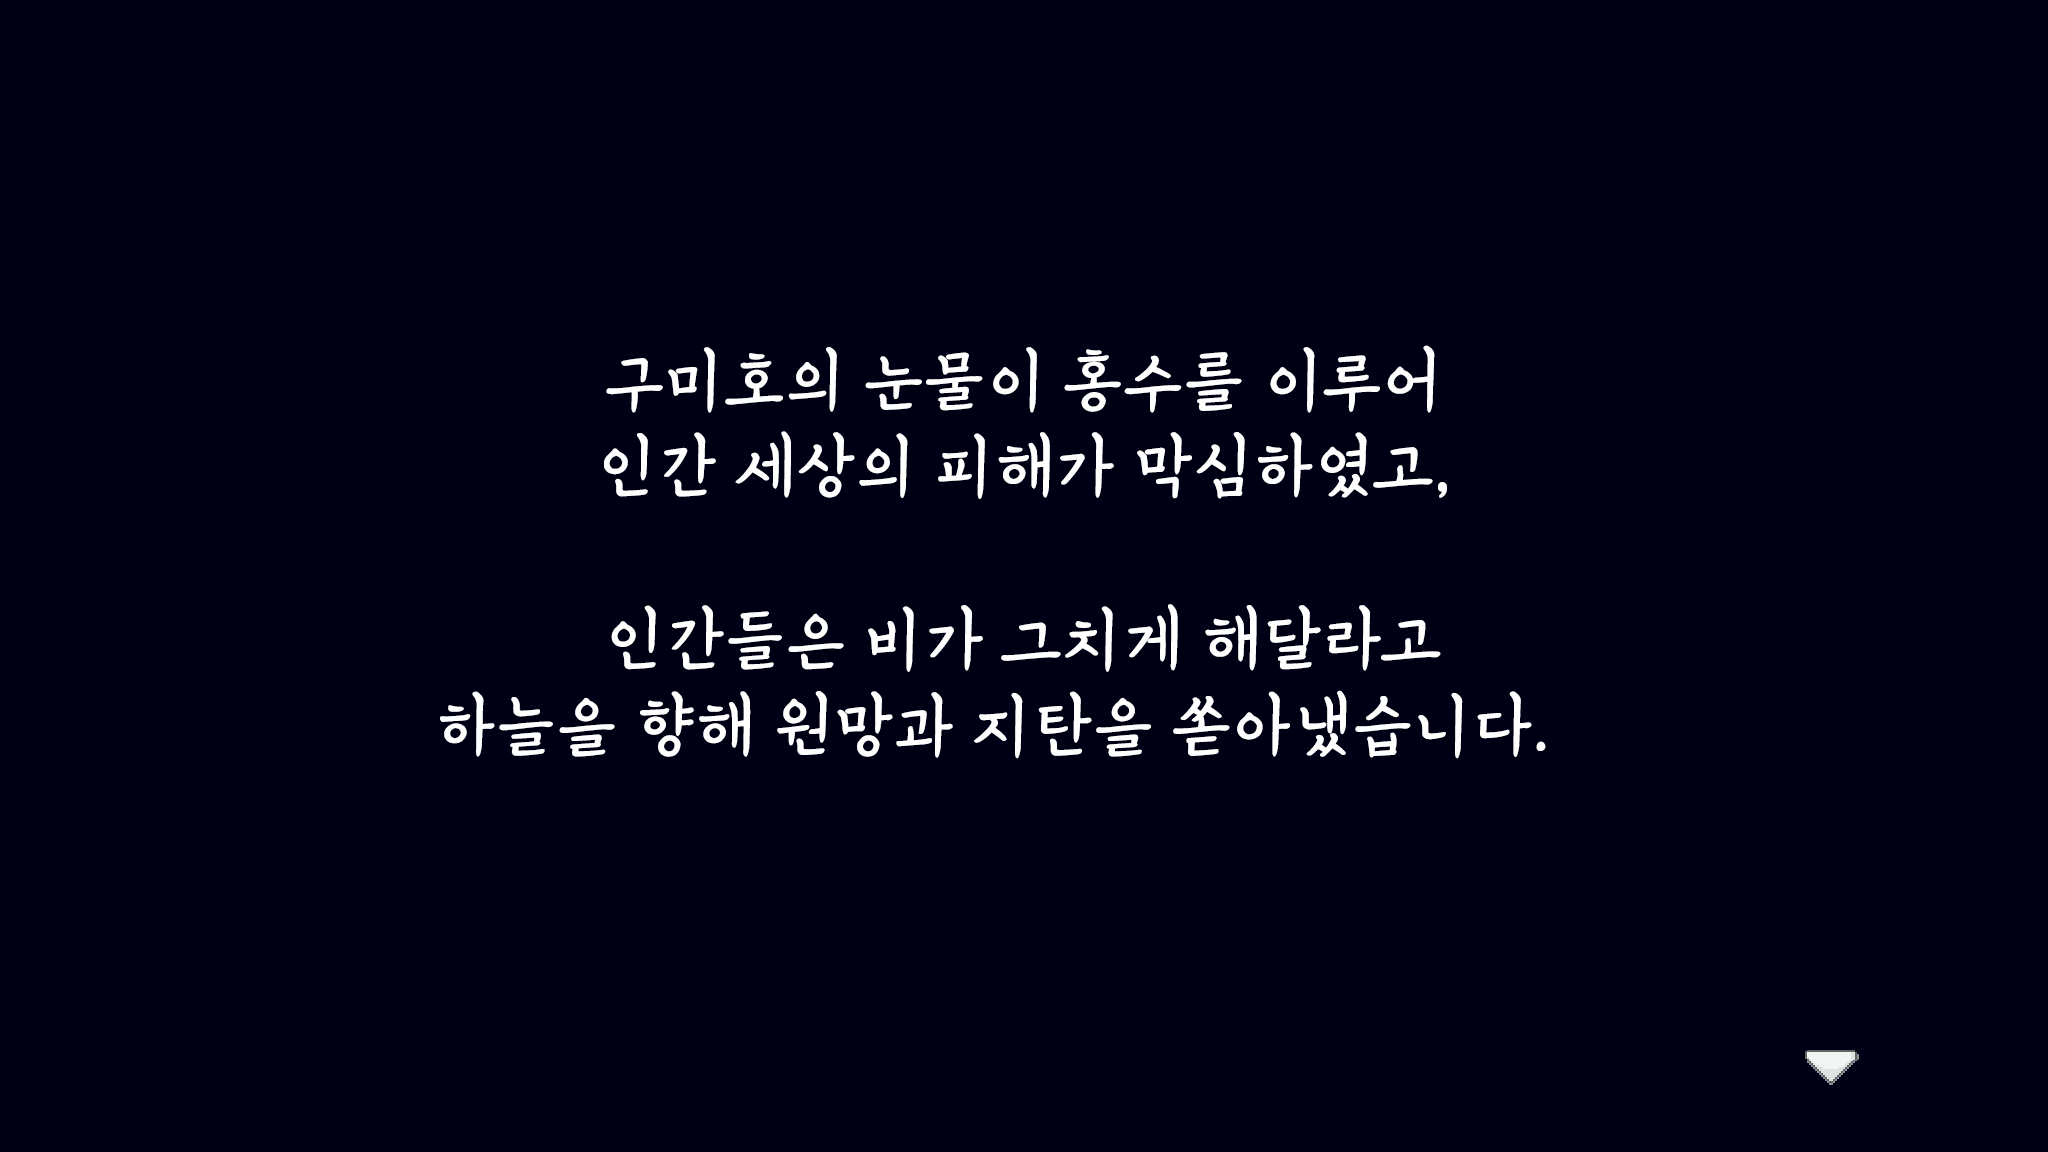 구미호의 눈물이 홍수를 이루어
인간 세상의 피해가 막심하였고,
인간들은 비가 그치게 해달라고
하늘을 향해 원망과 지탄을 쏟아냈습니다.